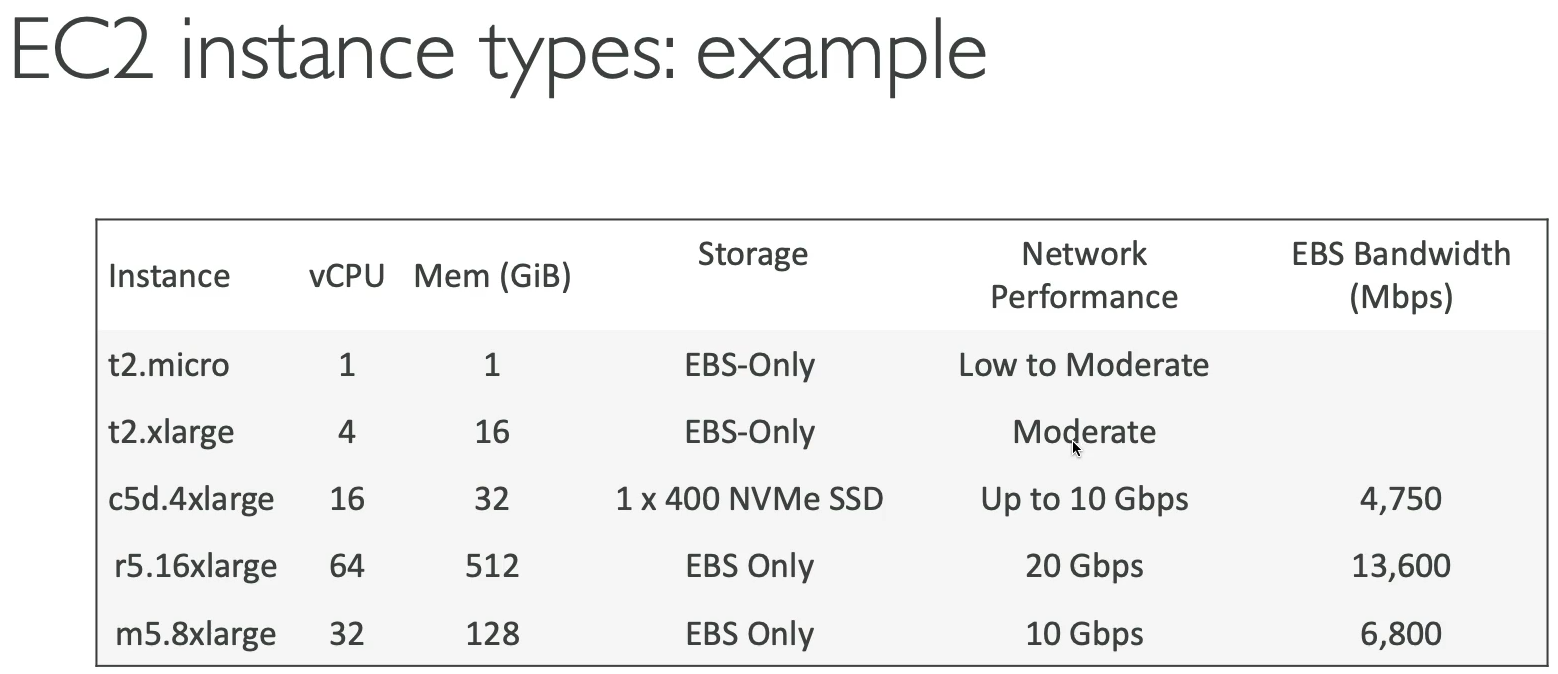 EC2 instance types: example
Instance vCPU Mem (GiB) Storage Network Performance EBS Bandwidth (Mbps)
t2.micro 1 1 EBS-Only Low to Moderate
t2.xlarge 4 16 EBS-Only Moderate
c5d.4xlarge 16 32 1 x 400 NVMe SSD Up to 10 Gbps 4,750
r5.16xlarge 64 512 EBS Only 20 Gbps 13,600
m5.8xlarge 32 128 EBS Only 10 Gbps 6,800